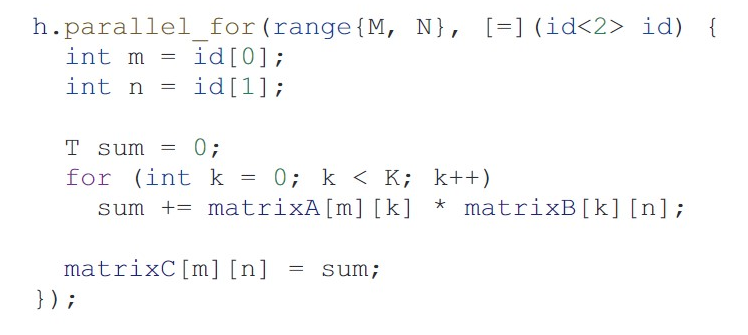 h.parallel_for(range{M, N}, [=](id<2> id) {
  int m = id[0];
  int n = id[1];

  T sum = 0;
  for (int k = 0; k < K; k++)
    sum += matrixA[m][k] * matrixB[k][n];

  matrixC[m][n] = sum;
});